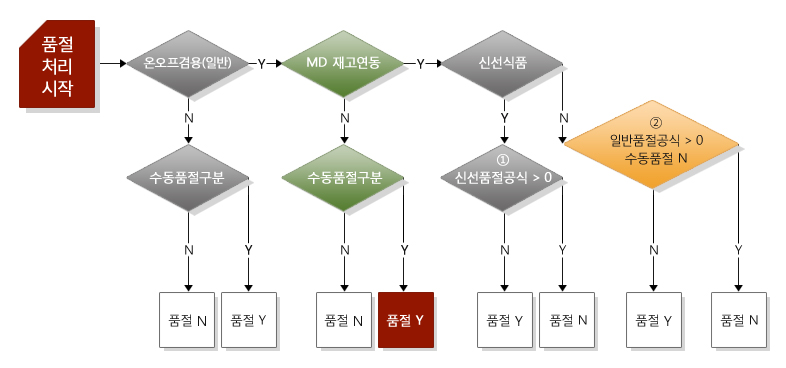 품절
처리
시작
온오프겸용(일반)
Y
MD 재고연동
Y
신선식품
N
N
Y
N
②
일반품절공식 > 0
수동품절 N
수동품절구분
수동품절구분
①
신선품절공식 > 0
N
Y
N
Y
N
Y
N
Y
품절 N
품절 Y
품절 N
품절 Y
품절 Y
품절 N
품절 Y
품절 N